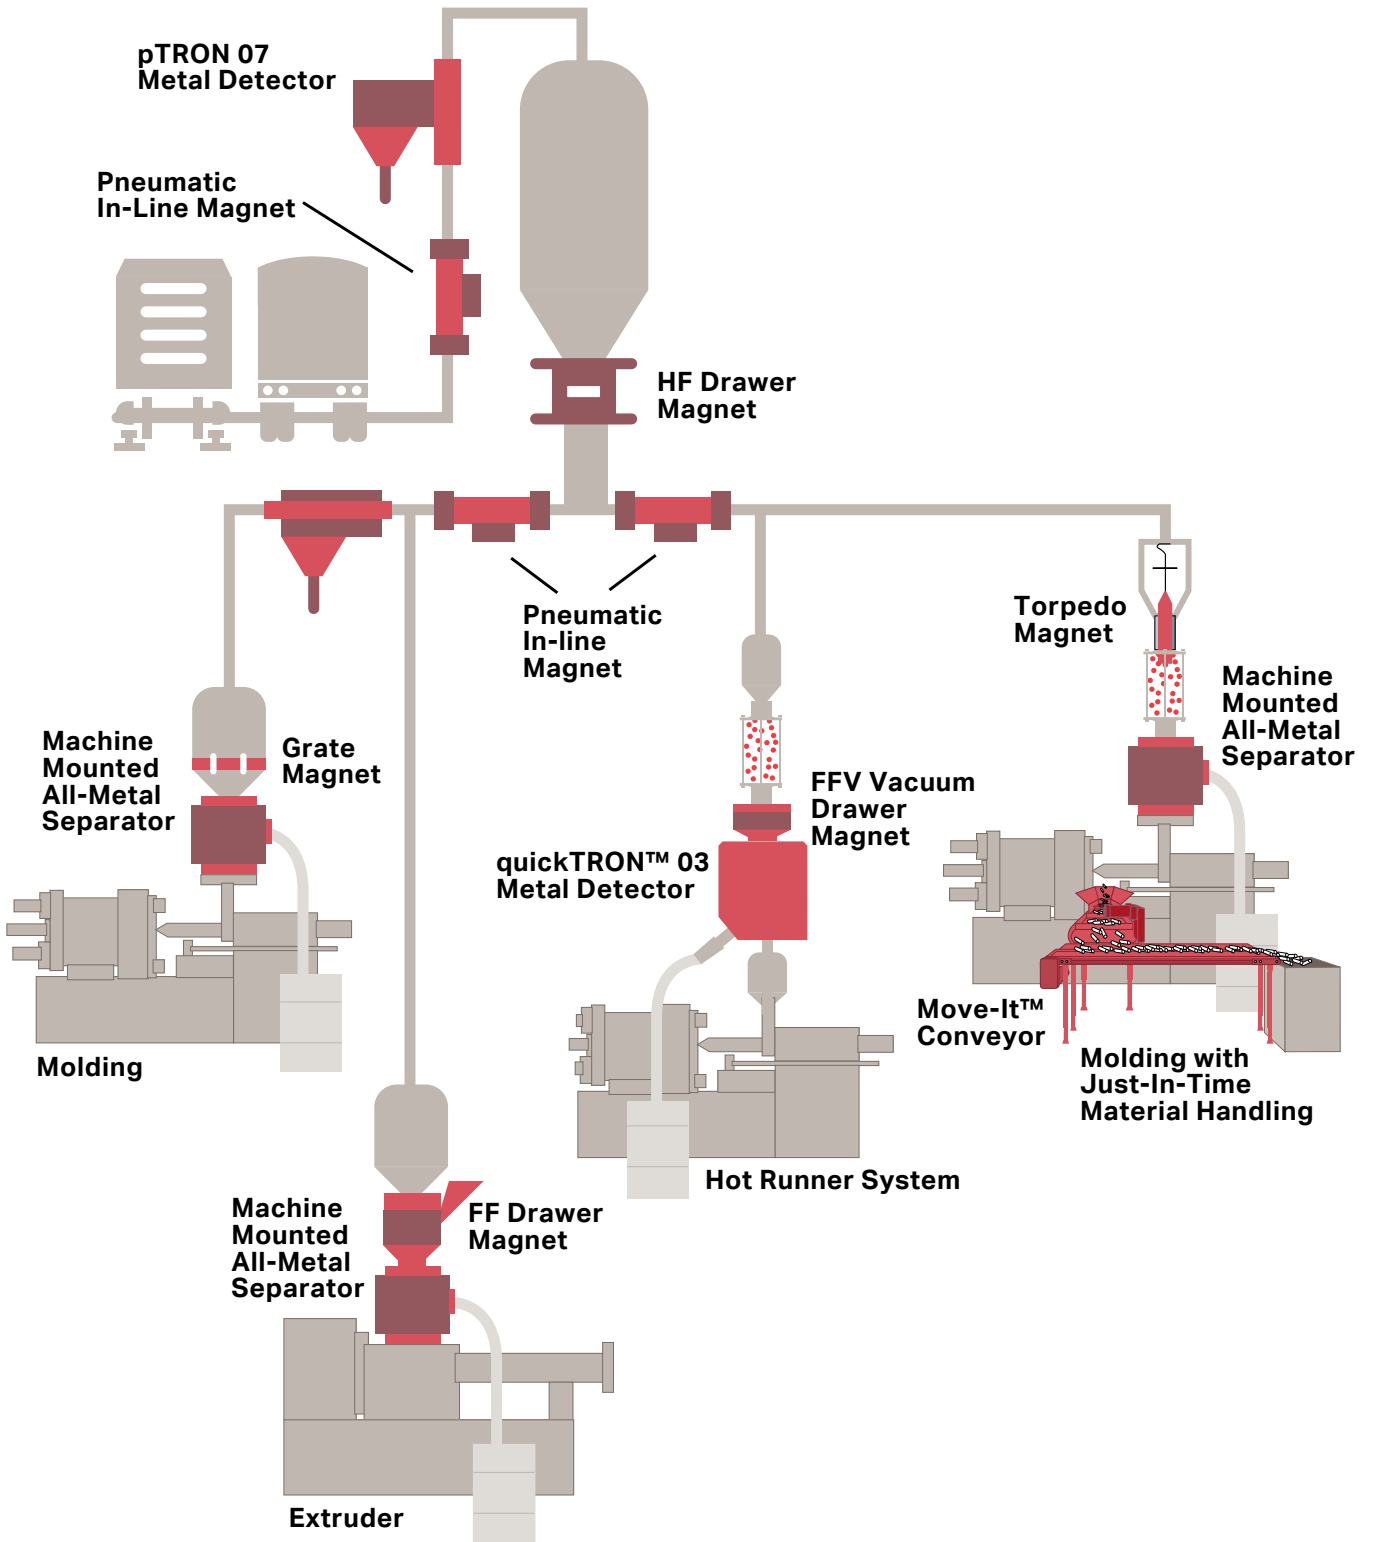 pTRON 07
Metal Detector
Pneumatic
In-Line Magnet
HF Drawer
Magnet
Pneumatic
In-line
Magnet
Torpedo
Magnet
Machine
Mounted
All-Metal
Separator
Machine
Mounted
All-Metal
Separator
Grate
Magnet
FFV Vacuum
Drawer
Magnet
quickTRON™ 03
Metal Detector
Move-It™
Conveyor
Molding
Molding with
Just-In-Time
Material Handling
Hot Runner System
Machine
Mounted
All-Metal
Separator
FF Drawer
Magnet
Extruder